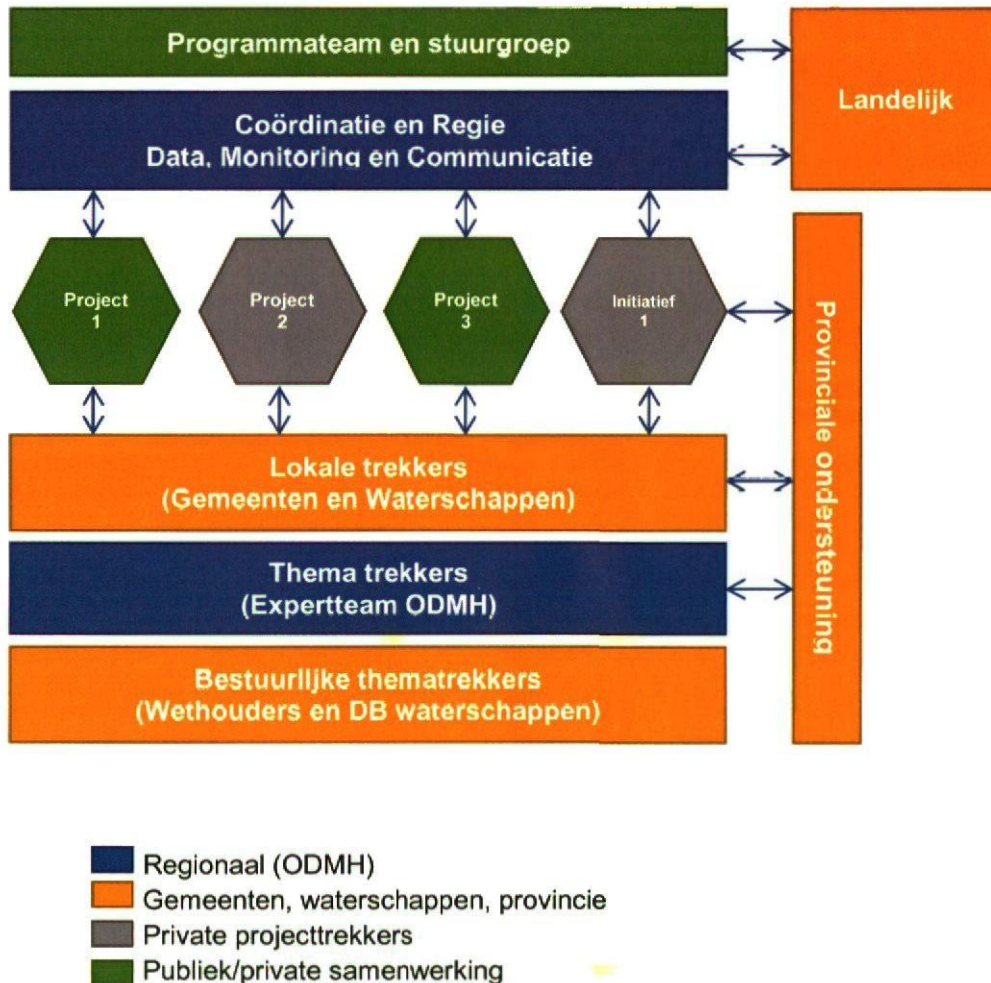 Programmateam en stuurgroep
Landelijk
Coördinatie en Regie
Data, Monitoring en Communicatie
Project
1
Project
2
Project
3
Initiatief
1
Provinciale ondersteuning
Lokale trekkers
(Gemeenten en Waterschappen)
Thema trekkers
(Expertteam ODMH)
Bestuurlijke thematrekkers
(Wethouders en DB waterschappen)
Regionaal (ODMH)
Gemeenten, waterschappen, provincie
Private projecttrekkers
Publiek/private samenwerking